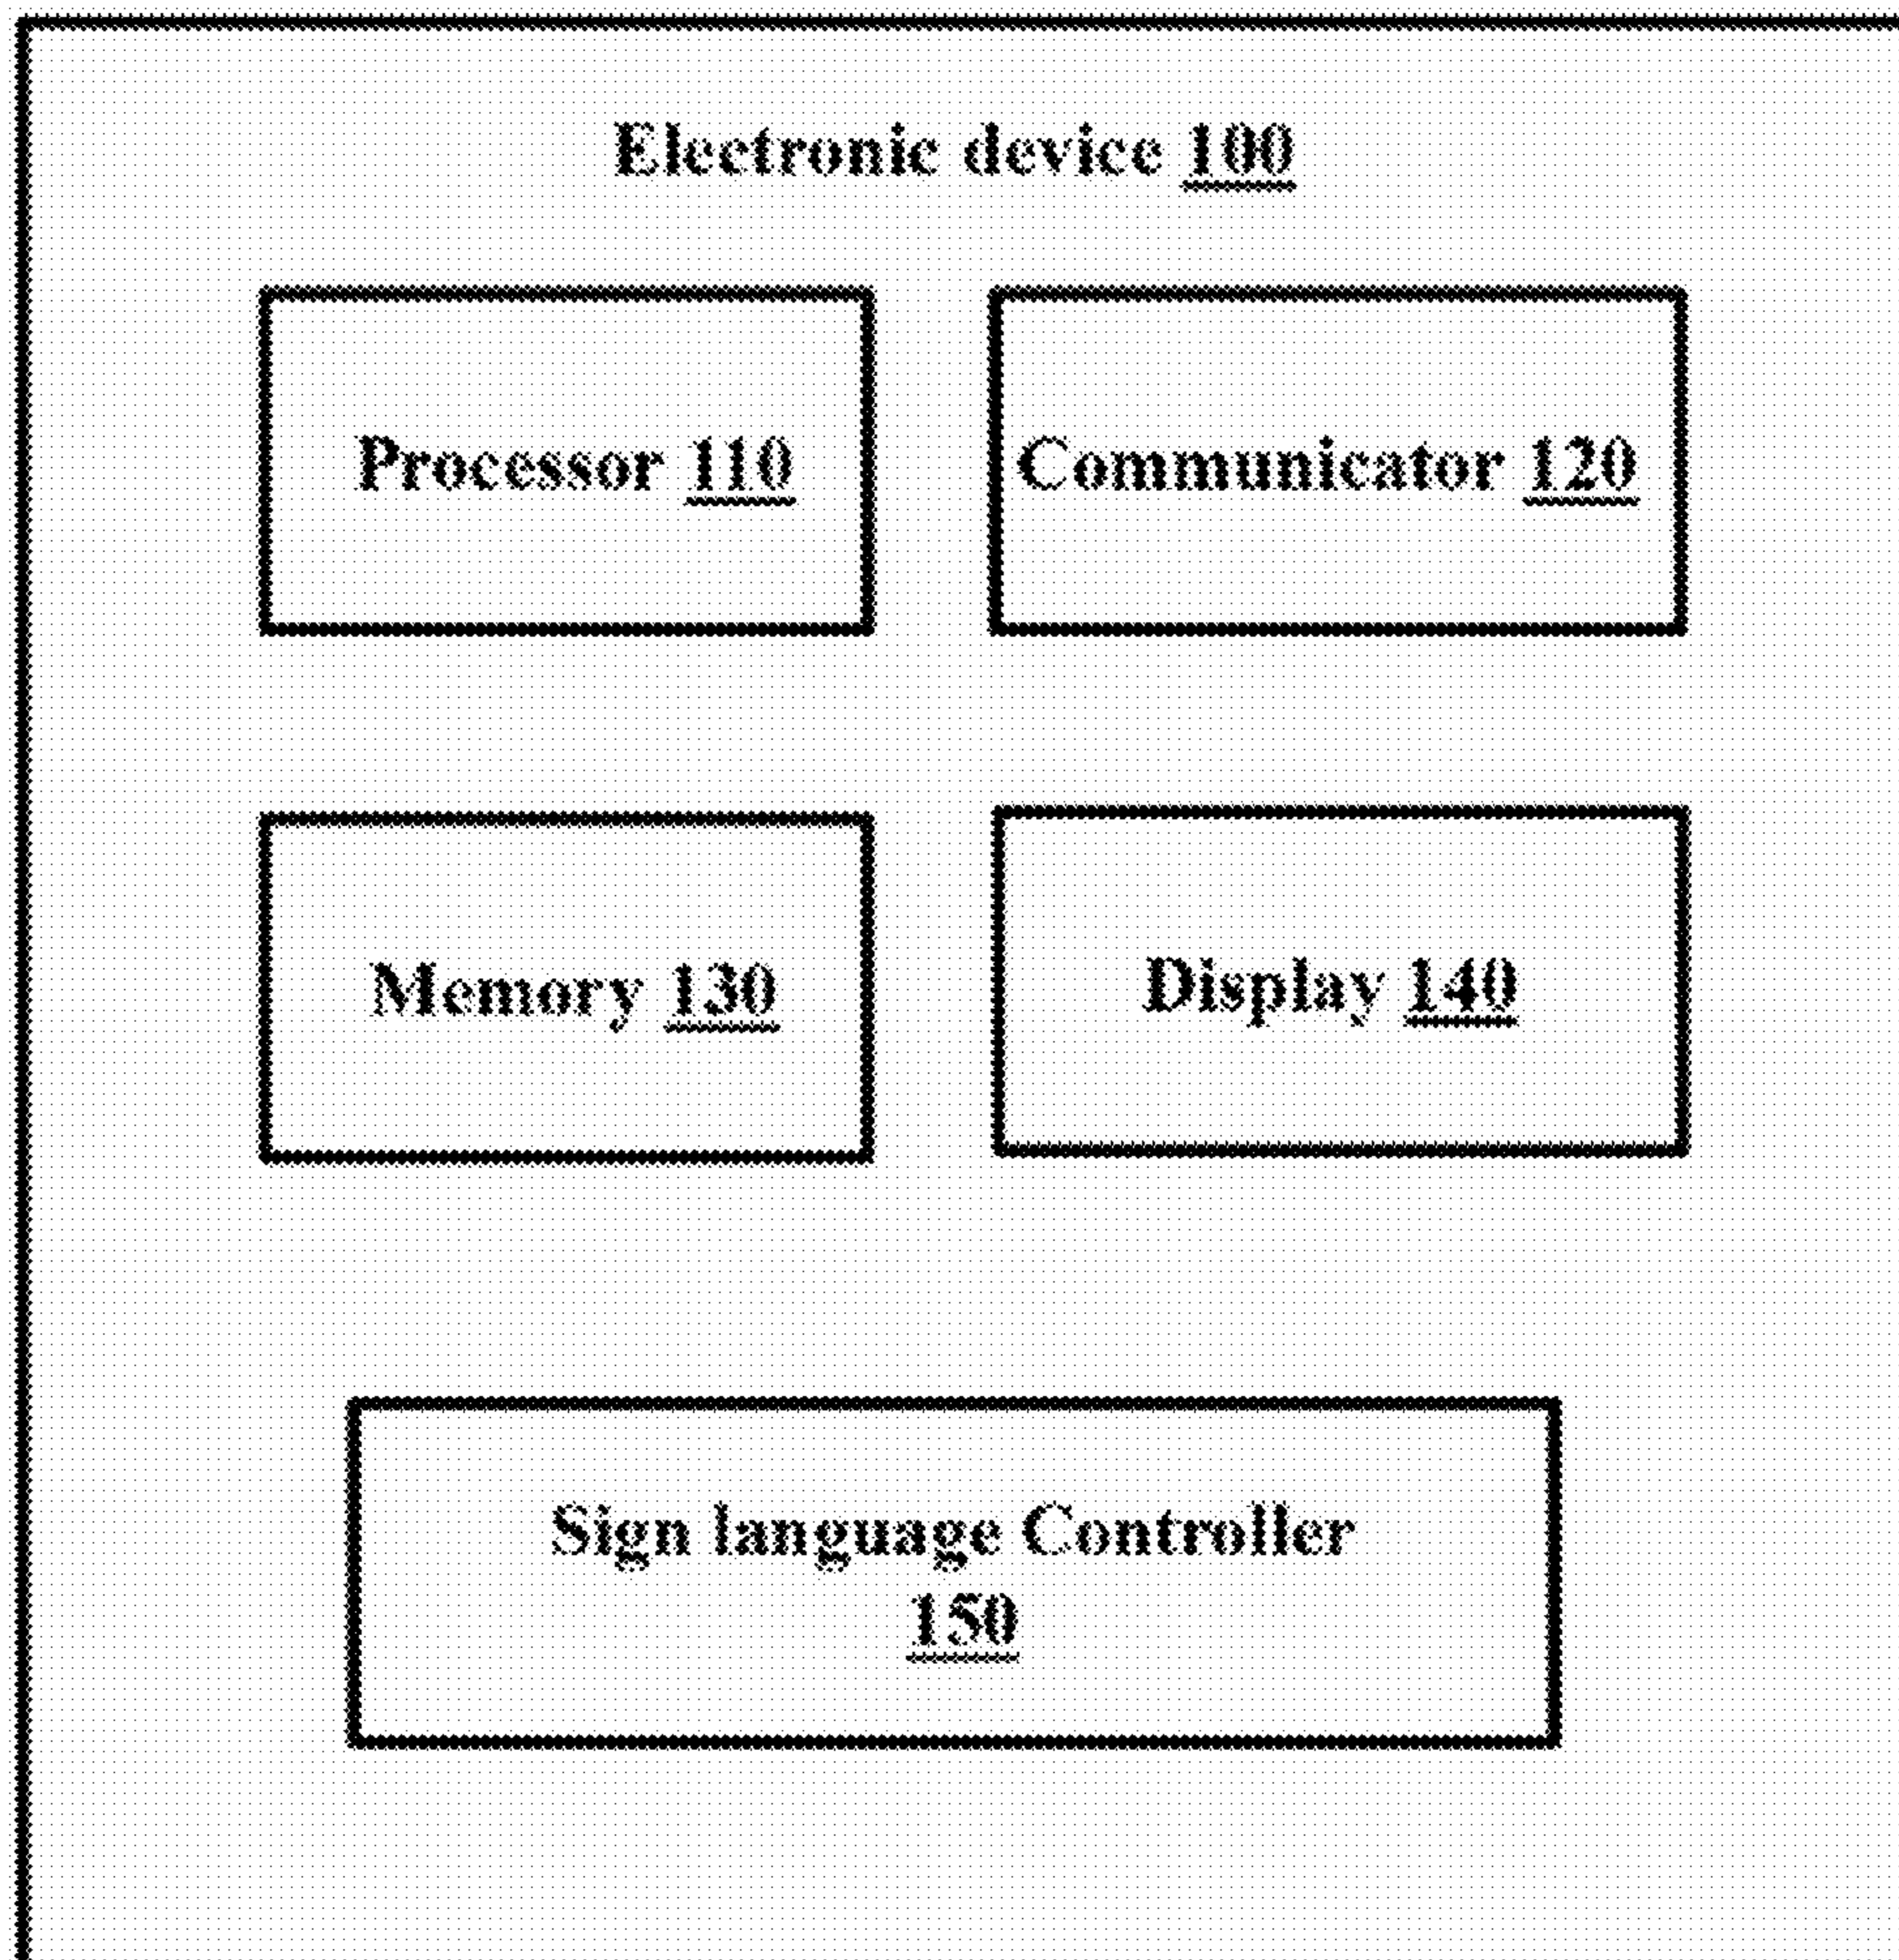 Electronic device 100
Processor 110
Communicator 120
Memory 130
Display 140
Sign language Controller
150